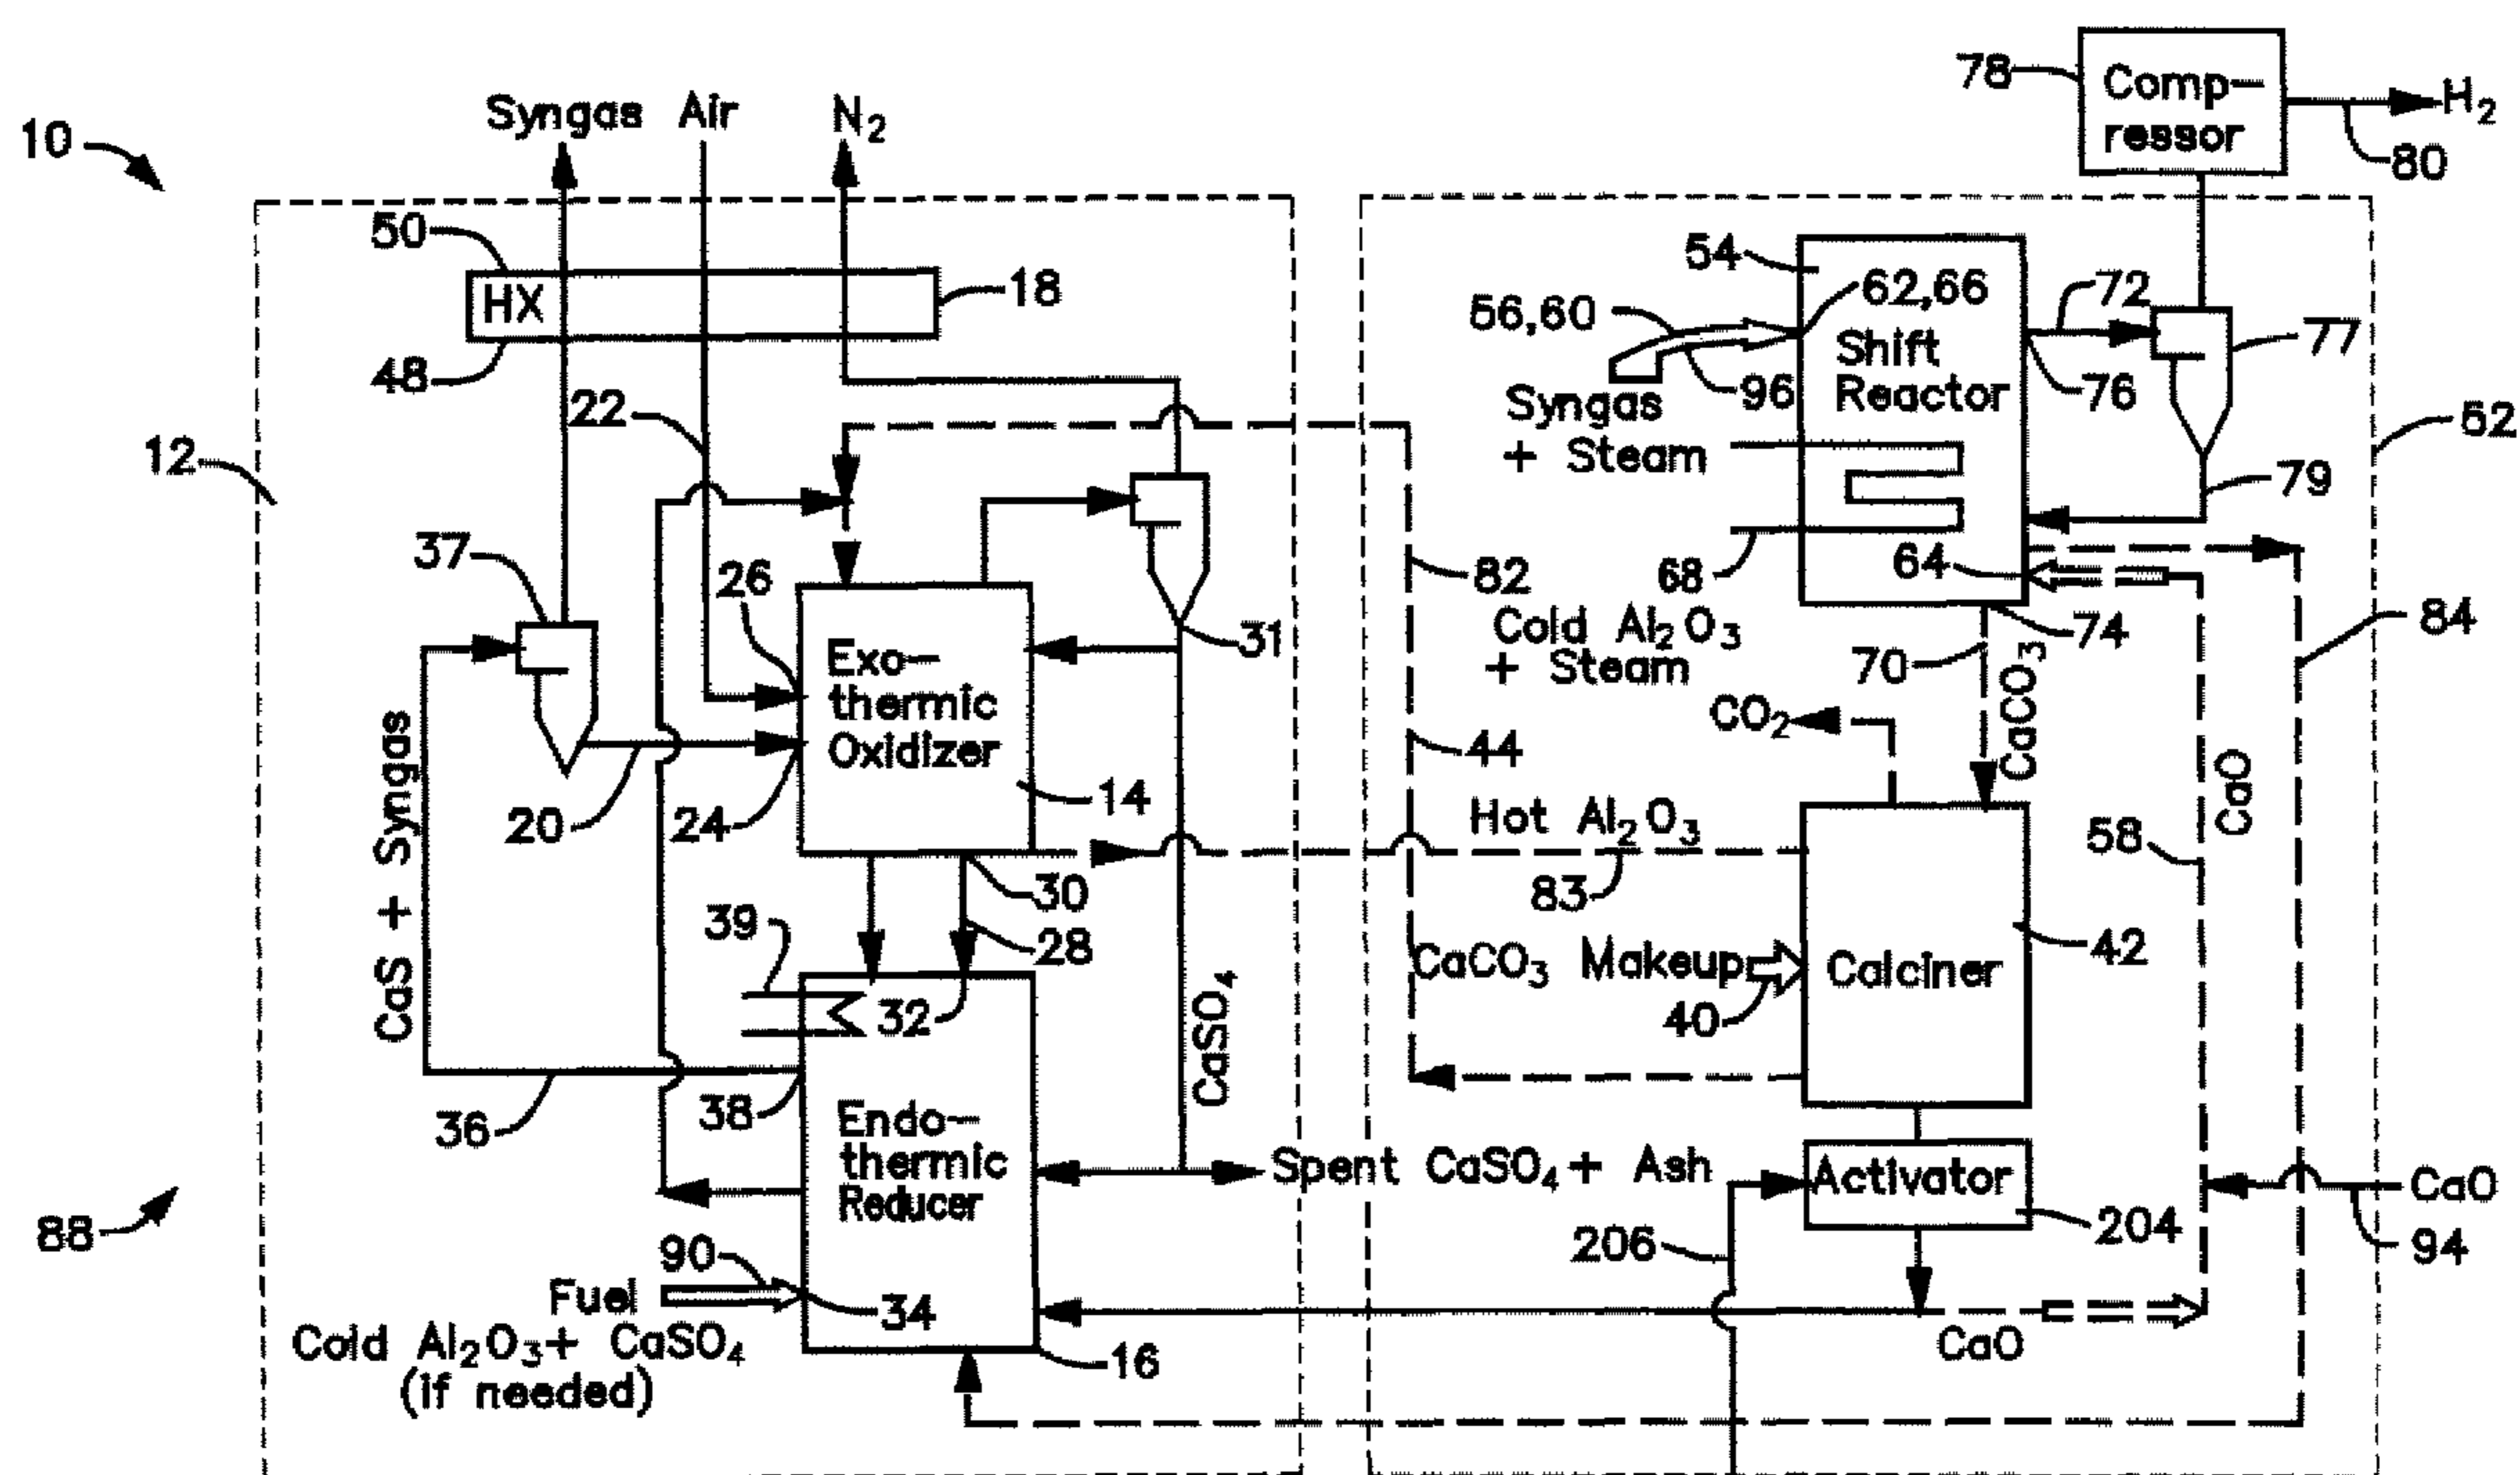 10
Syngas
Air
N2
78
Comp-
ressor
H2
80
50
HX
18
48
54
62,66
56,60
Shift
Reactor
72
77
76
96
Syngas
+ Steam
22
12
52
79
37
26
82
68
64
31
Cold Al2O3
+ Steam
74
84
70
CaCO3
Exo-
thermic
Oxidizer
CO2
44
20
24
14
CaS + Syngas
Hot Al2O3
58
CaO
30
83
39
28
42
CaCO3 Makeup
Calciner
32
40
CaSO4
38
36
Endo-
thermic
Reducer
Spent CaSO4 + Ash
Activator
CaO
88
204
206
94
90
Fuel
34
Cold Al2O3+ CaSO4
(if needed)
16
CaO